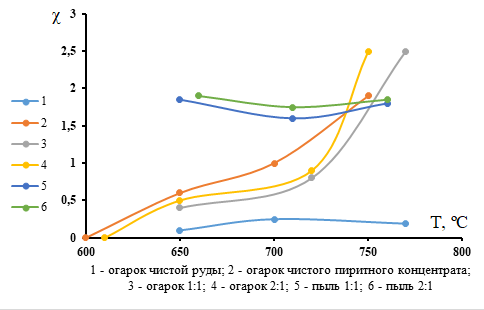 χ
3
2,5
2
1,5
1
0,5
0
600 650 700 750 800
T, ºC
1
2
3
4
5
6
1 - огарок чистой руды; 2 - огарок чистого пиритного концентрата;
3 - огарок 1:1; 4 - огарок 2:1; 5 - пыль 1:1; 6 - пыль 2:1